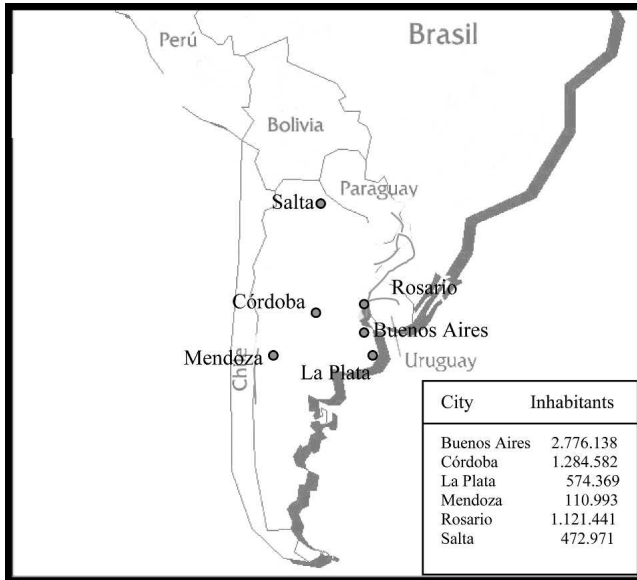 Brasil
Perú
Bolivia
Paraguay
Salta
Rosario
Córdoba
Buenos Aires
Mendoza
Chile
La Plata
Uruguay
City Inhabitants
Buenos Aires 2.776.138
Córdoba 1.284.582
La Plata 574.369
Mendoza 110.993
Rosario 1.121.441
Salta 472.971